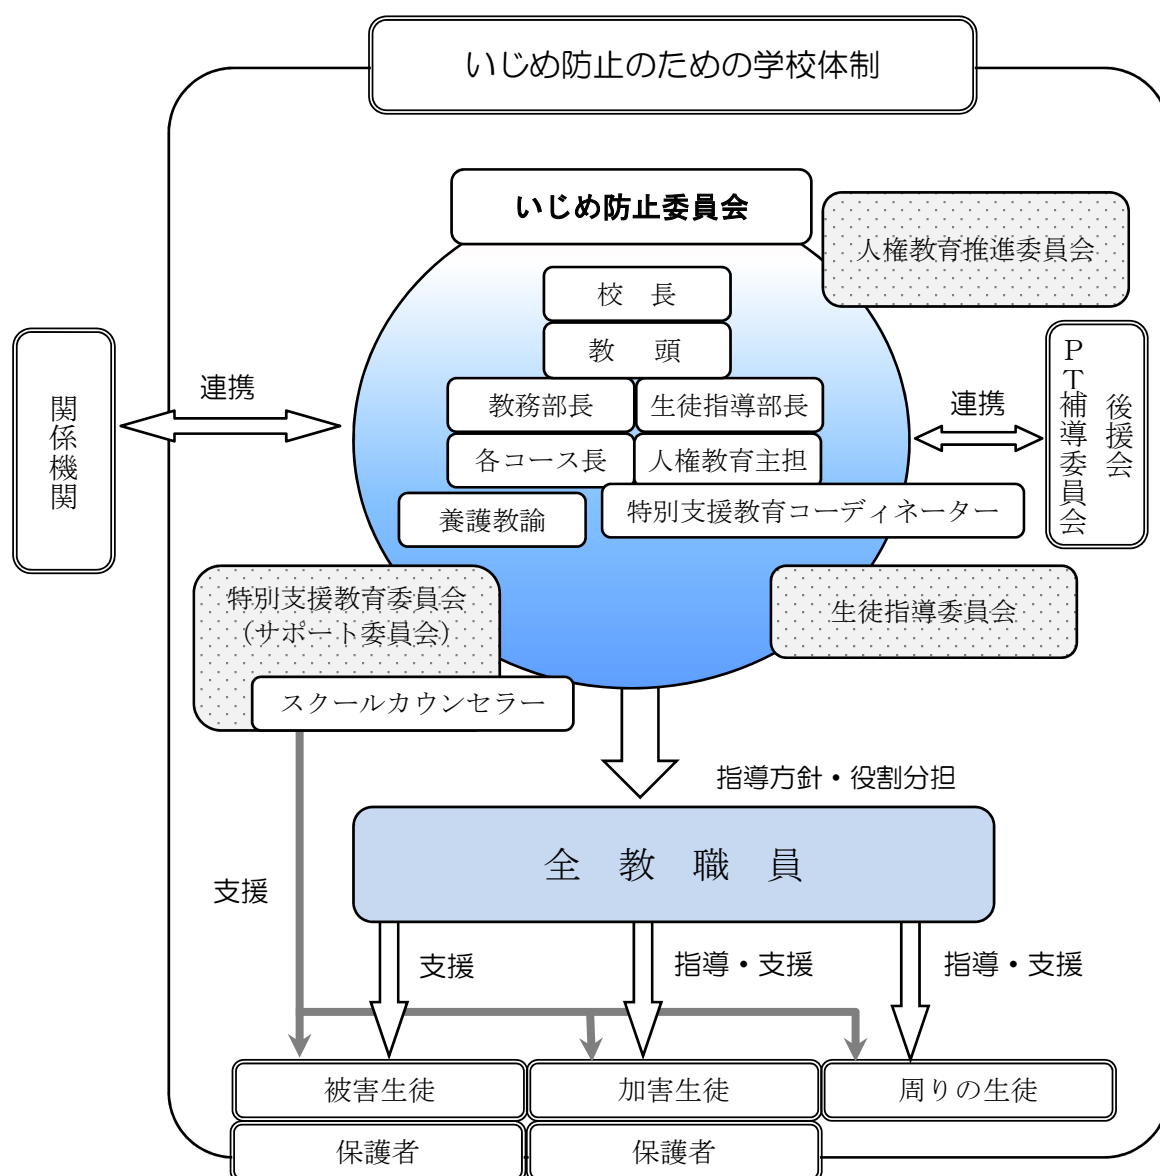 いじめ防止のための学校体制
いじめ防止委員会
人権教育推進委員会
校　長
教　頭
教務部長
生徒指導部長
各コース長
人権教育主担
養護教諭
特別支援教育コーディネーター
関係機関
連携
連携
後援会
ＰＴ補導委員会
特別支援教育委員会
（サポート委員会）
スクールカウンセラー
生徒指導委員会
指導方針・役割分担
全　教　職　員
支援
支援
指導・支援
指導・支援
被害生徒
加害生徒
周りの生徒
保護者
保護者